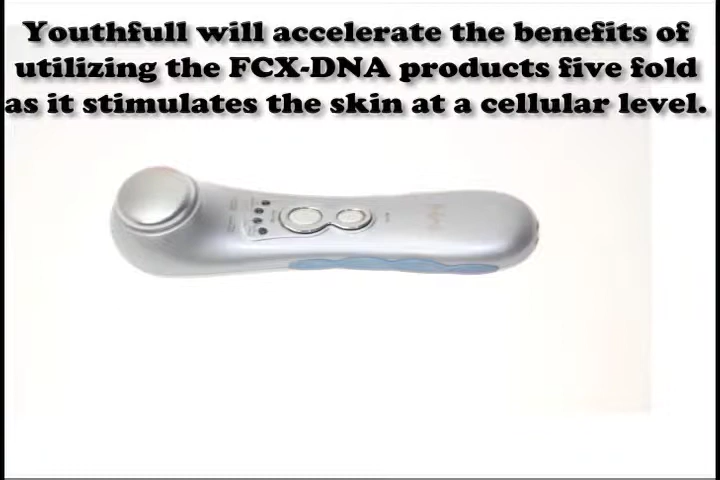 Youthfull will accelerate the benefits of
utilizing the FCX-DNA products five fold
as it stimulates the skin at a cellular level.